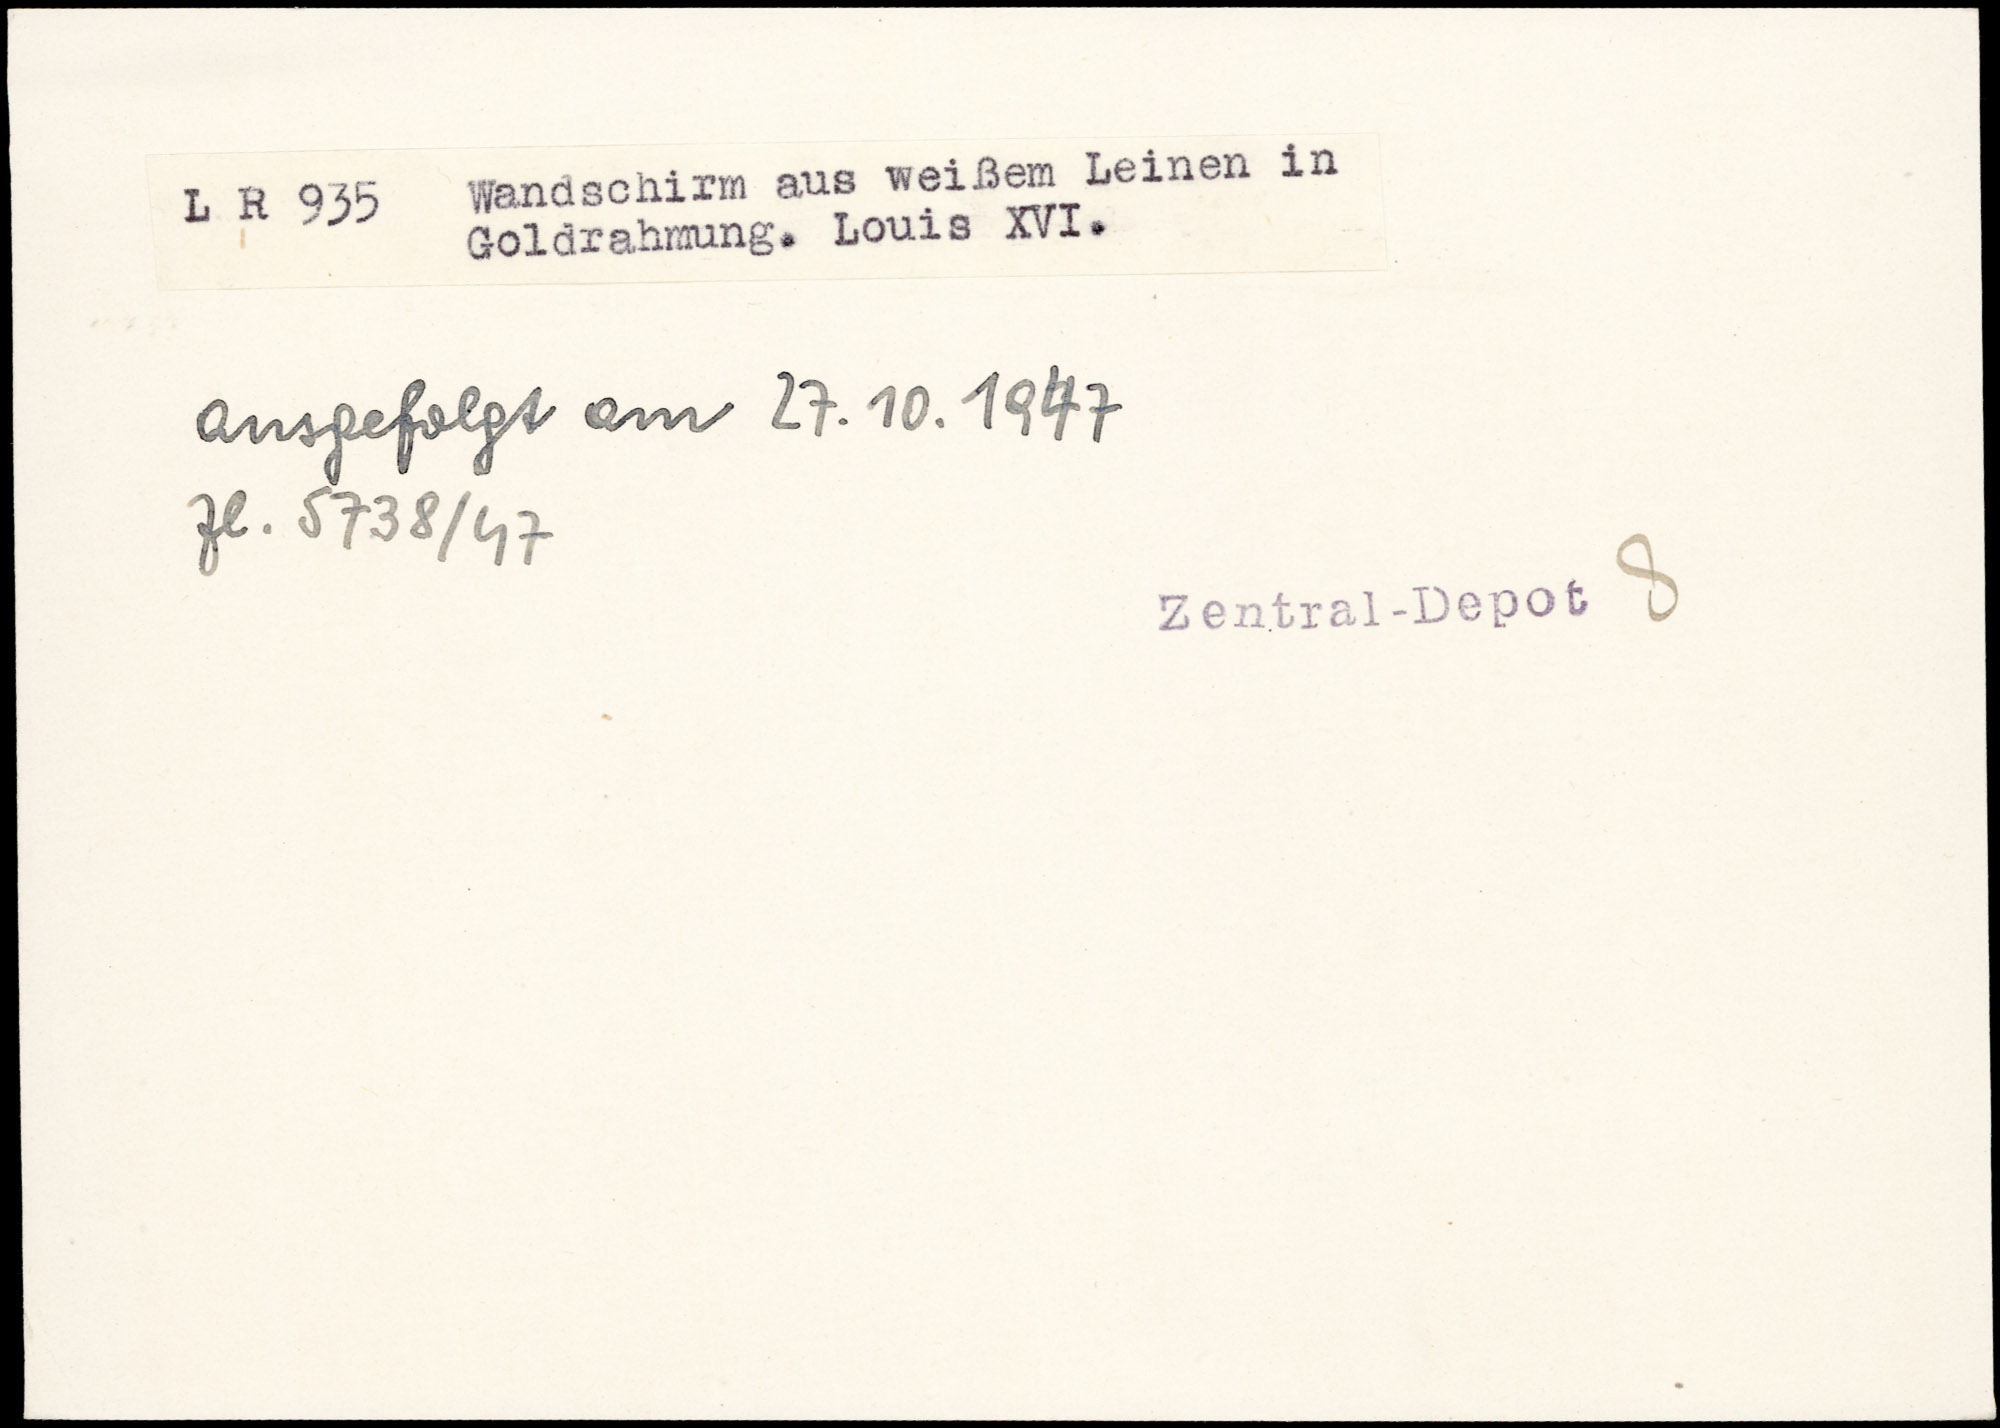 L R 935 Wandschirm aus weißem Leinen in
Goldrahmung. Louis XVI.
ausgefolgt am 27.10.1947
Zl. 5738/47
Zentral-Depot 8